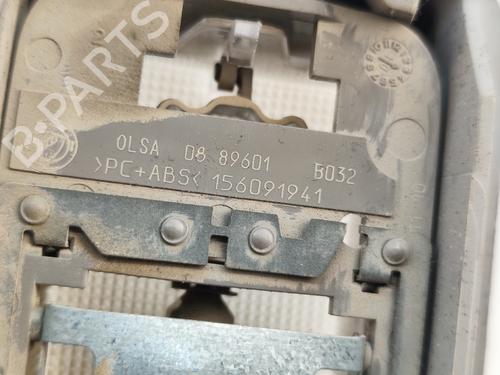 B-PARTS
OLSA 08 89601 B032
>PC+ABS< 156091941